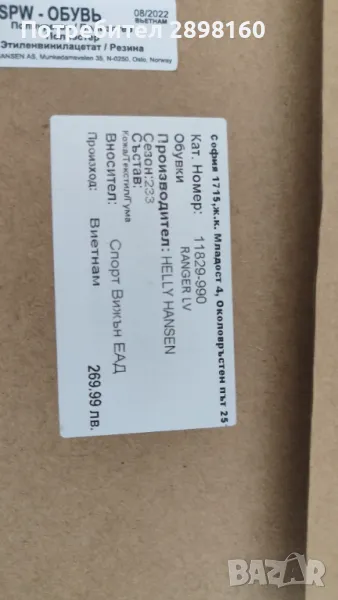 SPW - ОБУВЬ
08/2022
ВЬЕТНАМ
Потребител 2898160
Полиэстер
Этиленвинилацетат / Резина
HANSEN AS, Munkedamsveien 35, N-0250, Oslo, Norway
София 1715,ж.к. Младост 4, Околовръстен път 25
Кат. Номер: 11829-990
RANGER LV
Обувки
Производител: HELLY HANSEN
Сезон:233
Състав:
Кожа/Текстил/Гума
Вносител: Спорт Вижън ЕАД
Произход: Виетнам
269.99 лв.
BAZAR